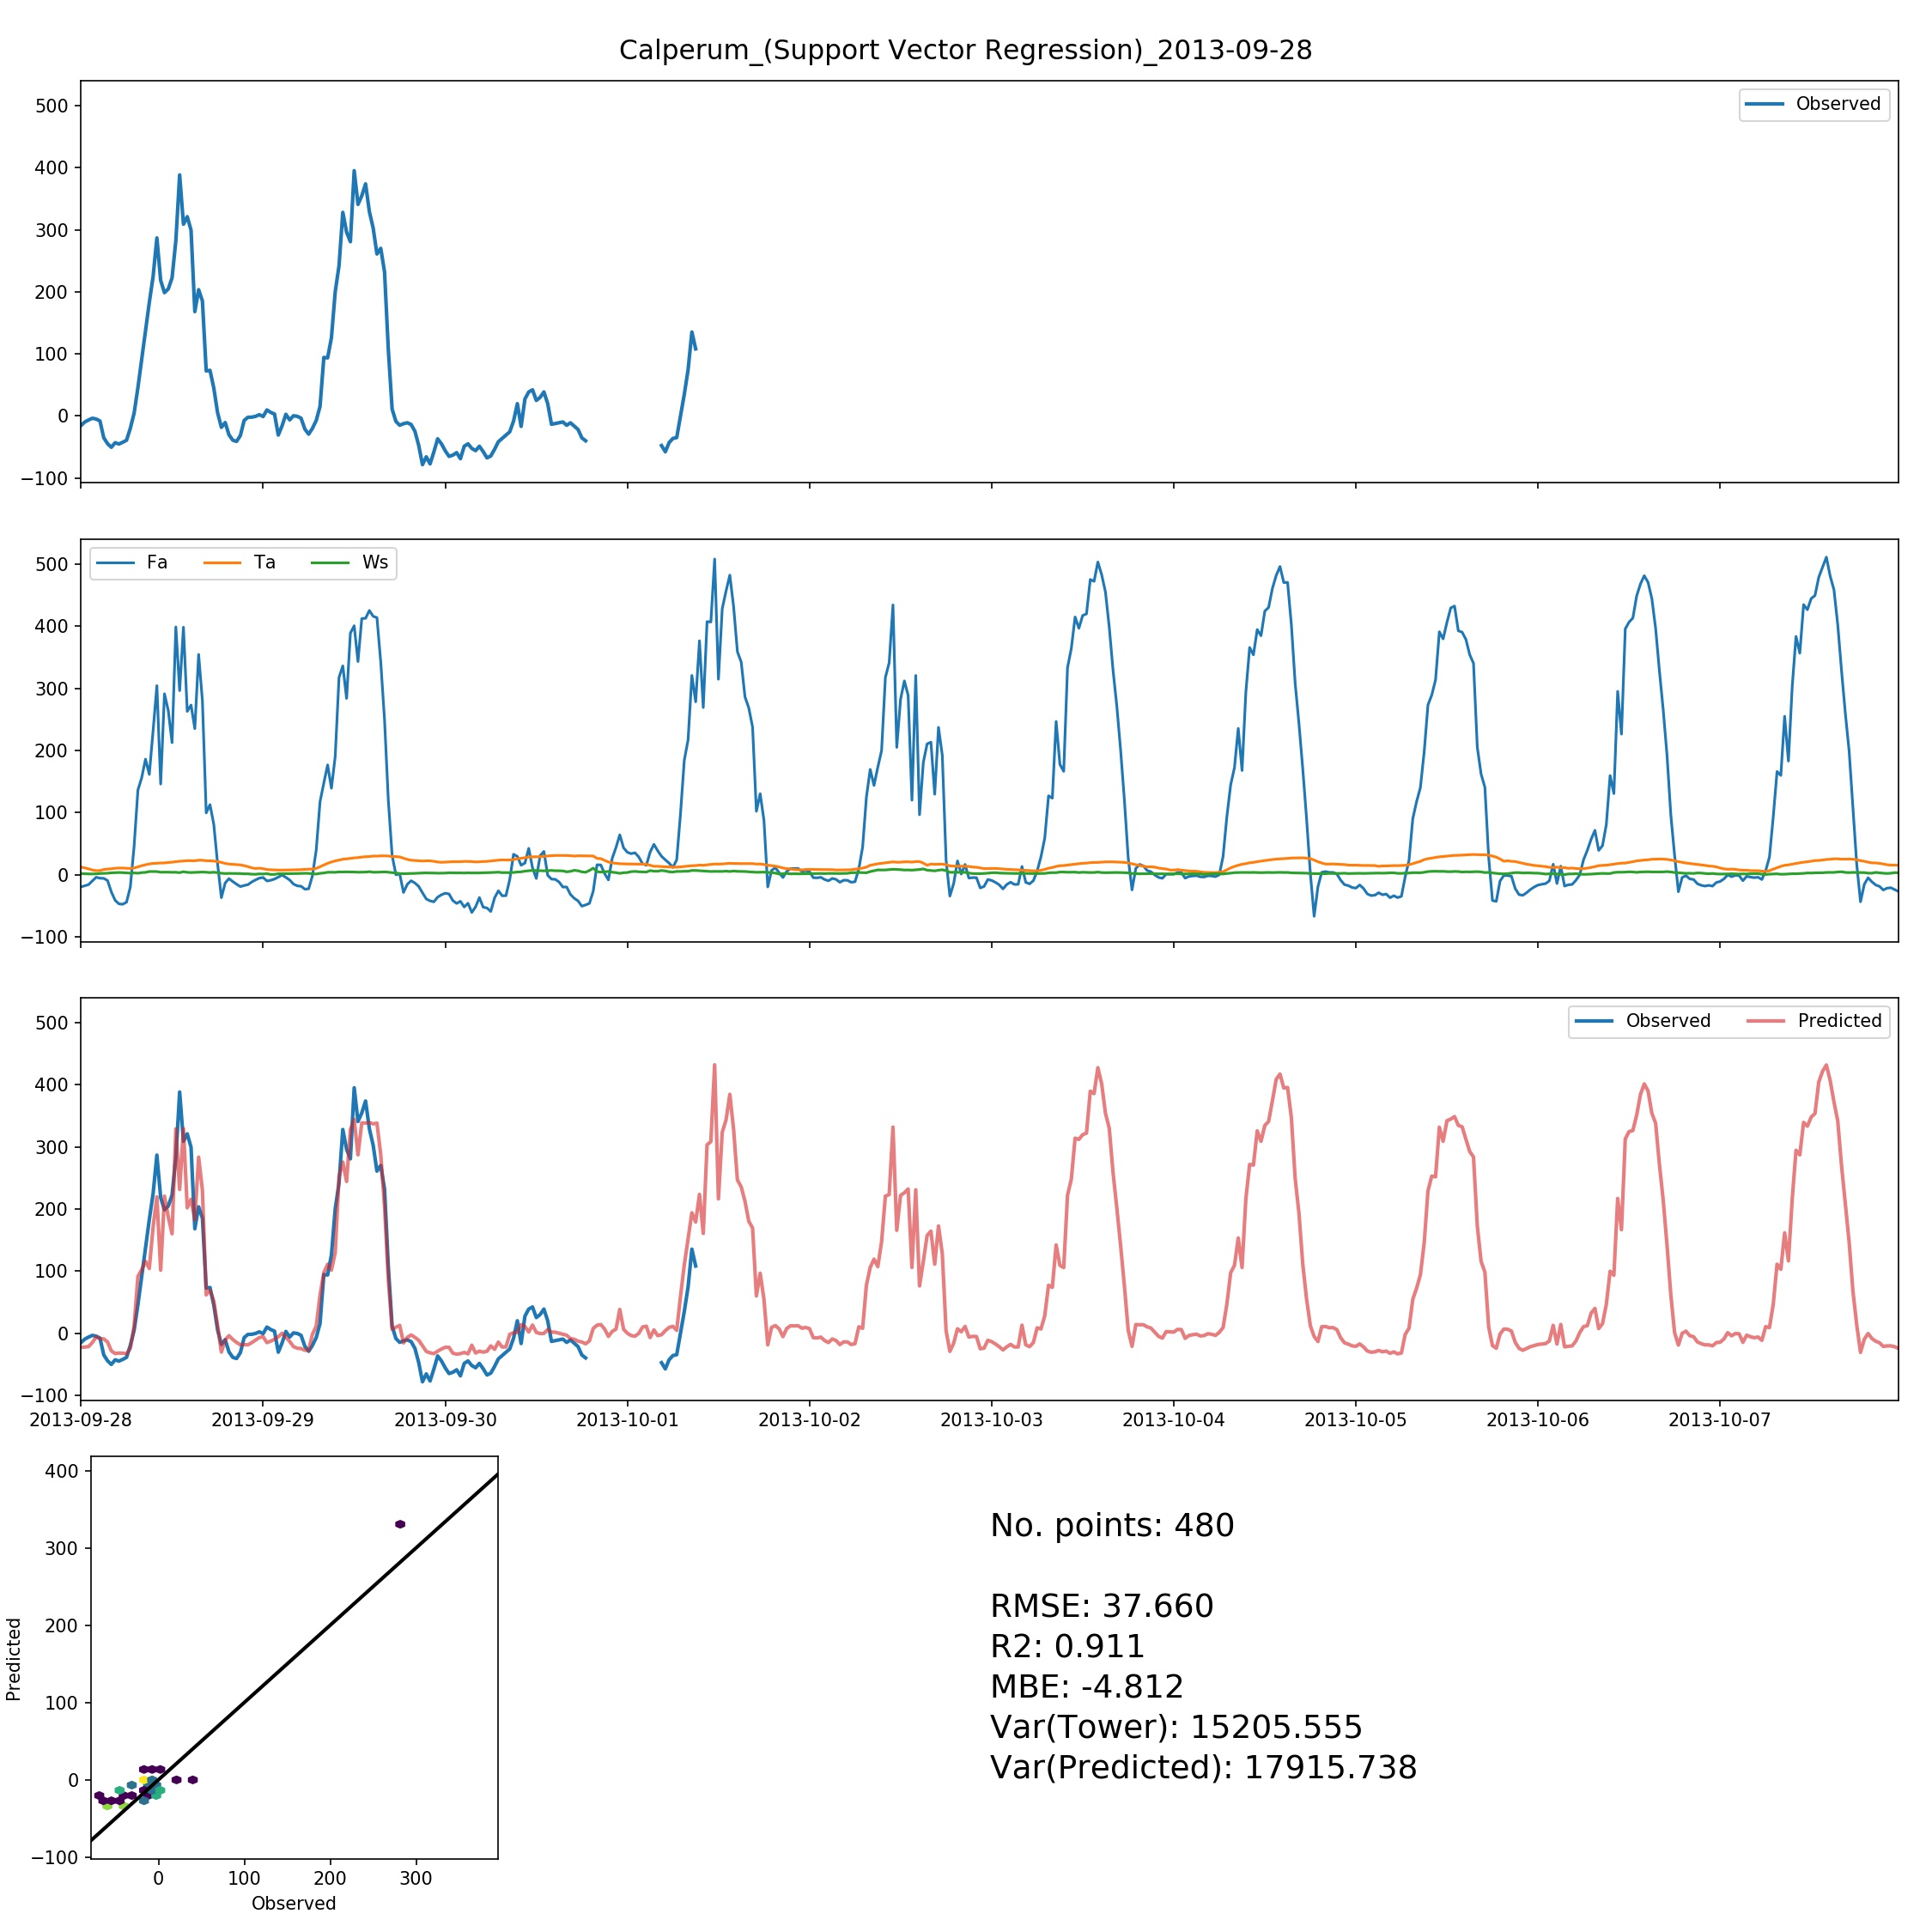 Calperum_(Support Vector Regression)_2013-09-28
500
400
300
200
100
0
−100
Observed
500
400
300
200
100
0
−100
Fa Ta Ws
500
400
300
200
100
0
−100
Observed Predicted
2013-09-28 2013-09-29 2013-09-30 2013-10-01 2013-10-02 2013-10-03 2013-10-04 2013-10-05 2013-10-06 2013-10-07
400
300
200
100
0
−100
Predicted
0 100 200 300
Observed
No. points: 480
RMSE: 37.660
R2: 0.911
MBE: -4.812
Var(Tower): 15205.555
Var(Predicted): 17915.738